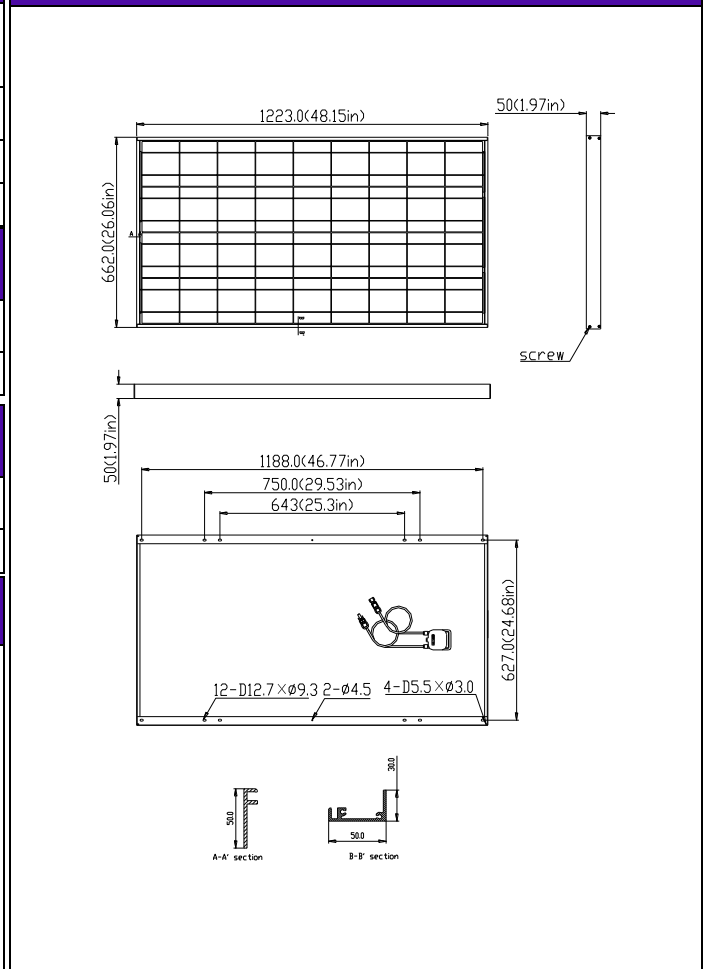 1223.0(48.15in)
50(1.97in)
662.0(26.06in)
A
screw
50(1.97in)
1188.0(46.77in)
750.0(29.53in)
643(25.3in)
627.0(24.68in)
12-D12.7×ø9.3 2-ø4.5 4-D5.5×ø3.0
50.0
A-A' section
30.0
50.0
B-B' section